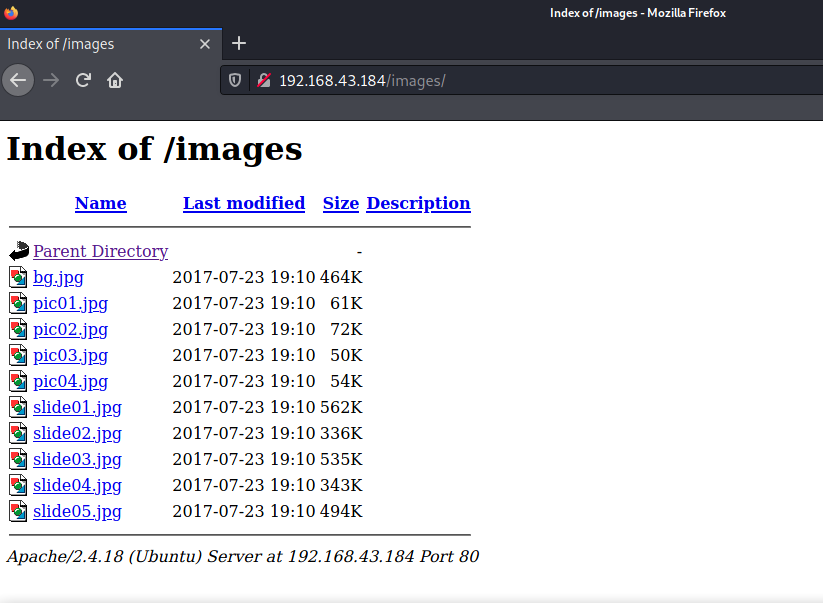 Index of /images - Mozilla Firefox
Index of /images
192.168.43.184/images/
Index of /images
Name Last modified Size Description
Parent Directory -
bg.jpg 2017-07-23 19:10 464K
pic01.jpg 2017-07-23 19:10 61K
pic02.jpg 2017-07-23 19:10 72K
pic03.jpg 2017-07-23 19:10 50K
pic04.jpg 2017-07-23 19:10 54K
slide01.jpg 2017-07-23 19:10 562K
slide02.jpg 2017-07-23 19:10 336K
slide03.jpg 2017-07-23 19:10 535K
slide04.jpg 2017-07-23 19:10 343K
slide05.jpg 2017-07-23 19:10 494K
Apache/2.4.18 (Ubuntu) Server at 192.168.43.184 Port 80